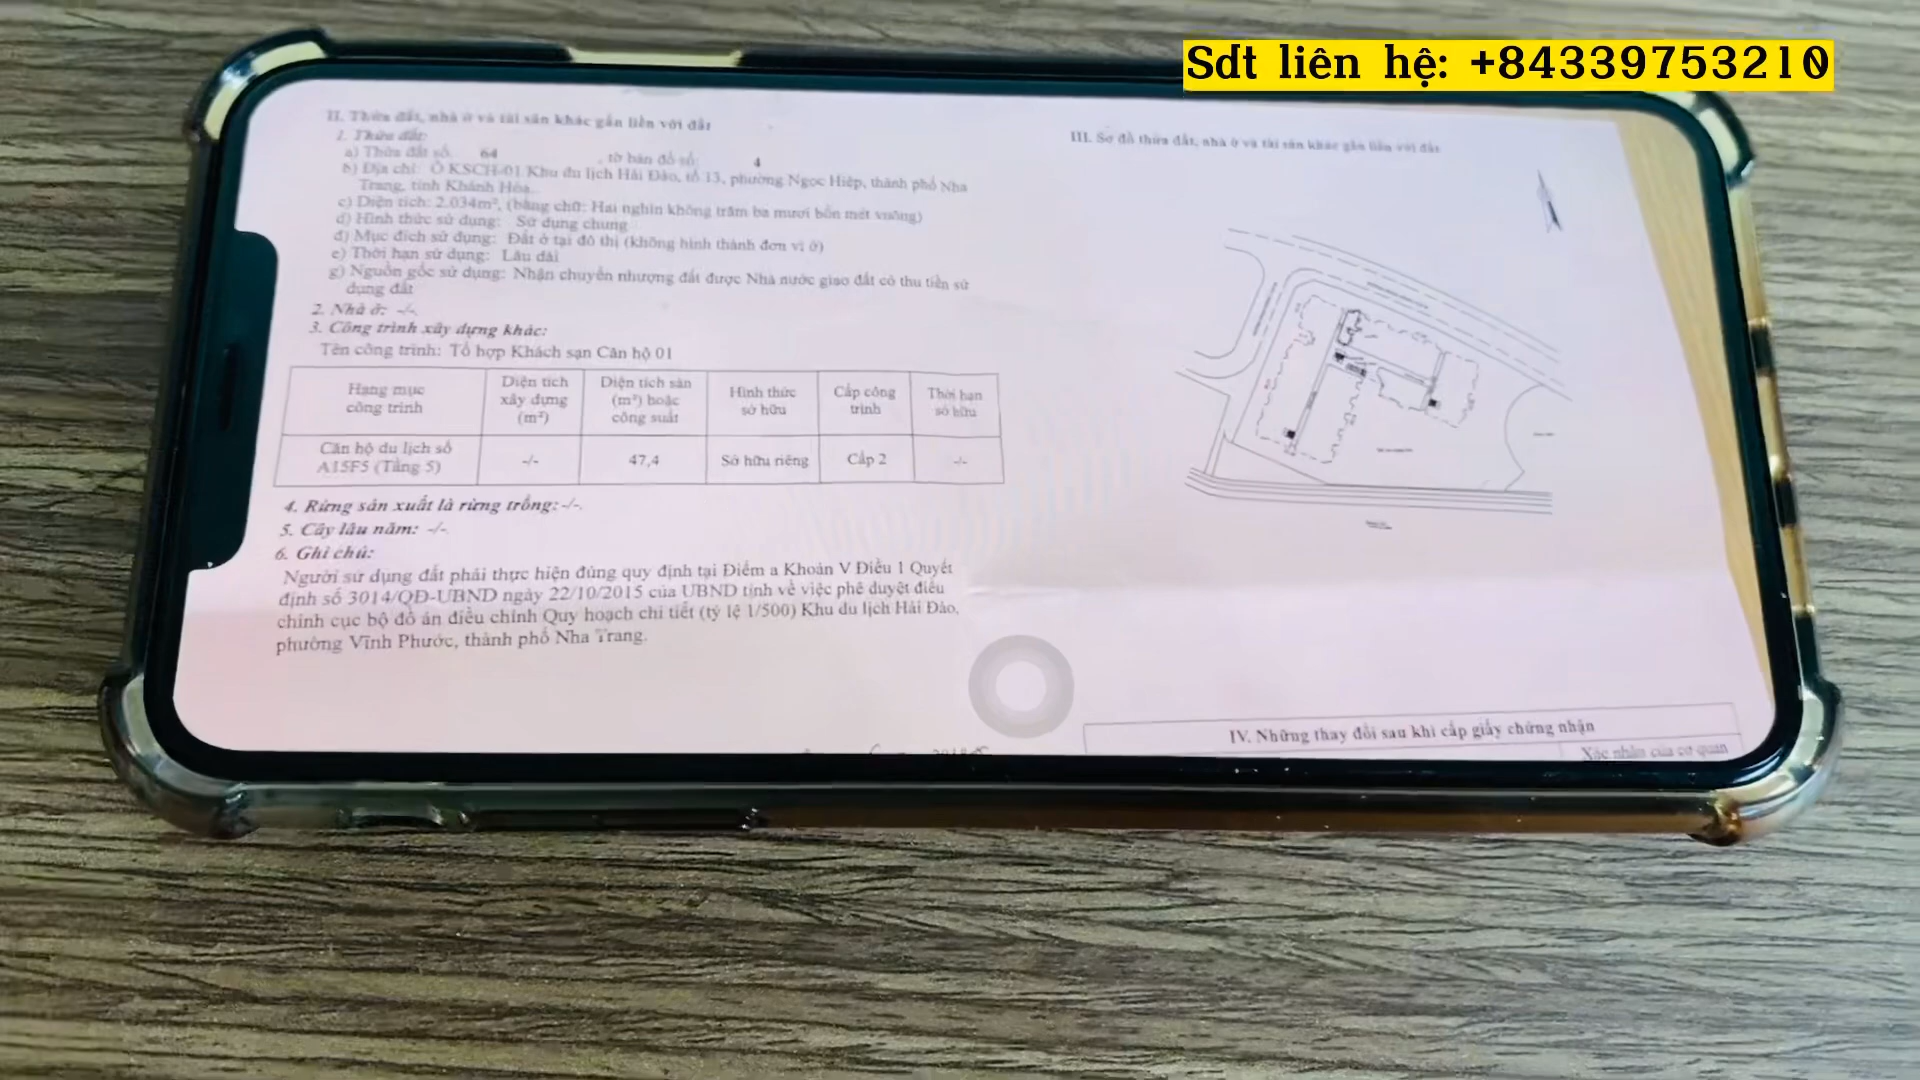 Sdt liên hệ: +84339753210
II. Thửa đất, nhà ở và tài sản khác gắn liền với đất
1. Thửa đất:
a) Thửa đất số: 64 , tờ bản đồ số: 4
b) Địa chỉ: Ô KSCH-01 Khu du lịch Hải Đảo, tổ 13, phường Ngọc Hiệp, thành phố Nha
Trang, tỉnh Khánh Hòa.
c) Diện tích: 2.034m², (bằng chữ: Hai nghìn không trăm ba mươi bốn mét vuông)
d) Hình thức sử dụng: Sử dụng chung
đ) Mục đích sử dụng: Đất ở tại đô thị (không hình thành đơn vị ở)
e) Thời hạn sử dụng: Lâu dài
g) Nguồn gốc sử dụng: Nhận chuyển nhượng đất được Nhà nước giao đất có thu tiền sử
dụng đất
2. Nhà ở: -/-.
3. Công trình xây dựng khác:
Tên công trình: Tổ hợp Khách sạn Căn hộ 01
Hạng mục công trình | Diện tích xây dựng (m²) | Diện tích sàn (m²) hoặc công suất | Hình thức sở hữu | Cấp công trình | Thời hạn sở hữu
Căn hộ du lịch số A15F5 (Tầng 5) | -/- | 47,4 | Sở hữu riêng | Cấp 2 | -/-
4. Rừng sản xuất là rừng trồng: -/-.
5. Cây lâu năm: -/-.
6. Ghi chú:
Người sử dụng đất phải thực hiện đúng quy định tại Điểm a Khoản V Điều 1 Quyết
định số 3014/QĐ-UBND ngày 22/10/2015 của UBND tỉnh về việc phê duyệt điều
chỉnh cục bộ đồ án điều chỉnh Quy hoạch chi tiết (tỷ lệ 1/500) Khu du lịch Hải Đảo,
phường Vĩnh Phước, thành phố Nha Trang.
III. Sơ đồ thửa đất, nhà ở và tài sản khác gắn liền với đất
IV. Những thay đổi sau khi cấp giấy chứng nhận
Xác nhận của cơ quan